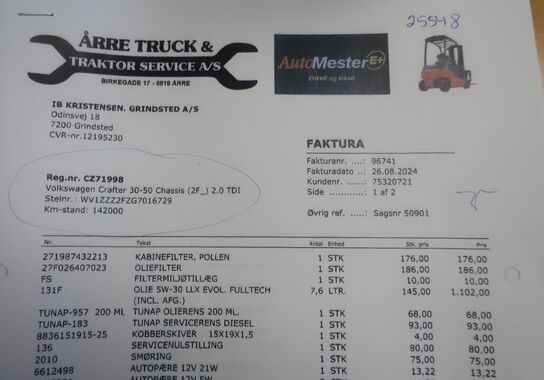 25548
ÅRRE TRUCK &
TRAKTOR SERVICE A/S
BIRKEGADE 17 - 6818 ÅRRE
AutoMester E+
Enkelt og lokalt
IB KRISTENSEN. GRINDSTED A/S
Odinsvej 18
7200 Grindsted
CVR-nr.12195230
FAKTURA
Fakturanr. ....: 96741
Fakturadato ..: 26.08.2024
Kundenr. .....: 75320721
Side ..........: 1 af 2
Øvrig ref. .....: Sagsnr 50901
Reg.nr. CZ71998
Volkswagen Crafter 30-50 Chassis (2F_) 2.0 TDI
Stelnr.: WV1ZZZ2FZG7016729
Km-stand: 142000
Nr. Tekst Antal Enhed Stk. pris Pris
271987432213 KABINEFILTER, POLLEN 1 STK 176,00 176,00
27F026407023 OLIEFILTER 1 STK 186,00 186,00
FS FILTERMILJØTILLÆG 1 STK 10,00 10,00
131F OLIE 5W-30 LLX EVOL. FULLTECH 7,6 LTR. 145,00 1.102,00
(INCL. AFG.)
TUNAP-957 200 ML TUNAP OLIERENS 200 ML. 1 STK 68,00 68,00
TUNAP-183 TUNAP SERVICERENS DIESEL 1 STK 93,00 93,00
8836151915-25 KOBBERSKIVER 15X19X1,5 1 STK 4,00 4,00
136 SERVICENULSTILLING 1 STK 80,00 80,00
2010 SMØRING 1 STK 75,00 75,00
6612498 AUTOPÆRE 12V 21W 1 STK 13,22 13,22
AUTOPÆRE 12V 5W